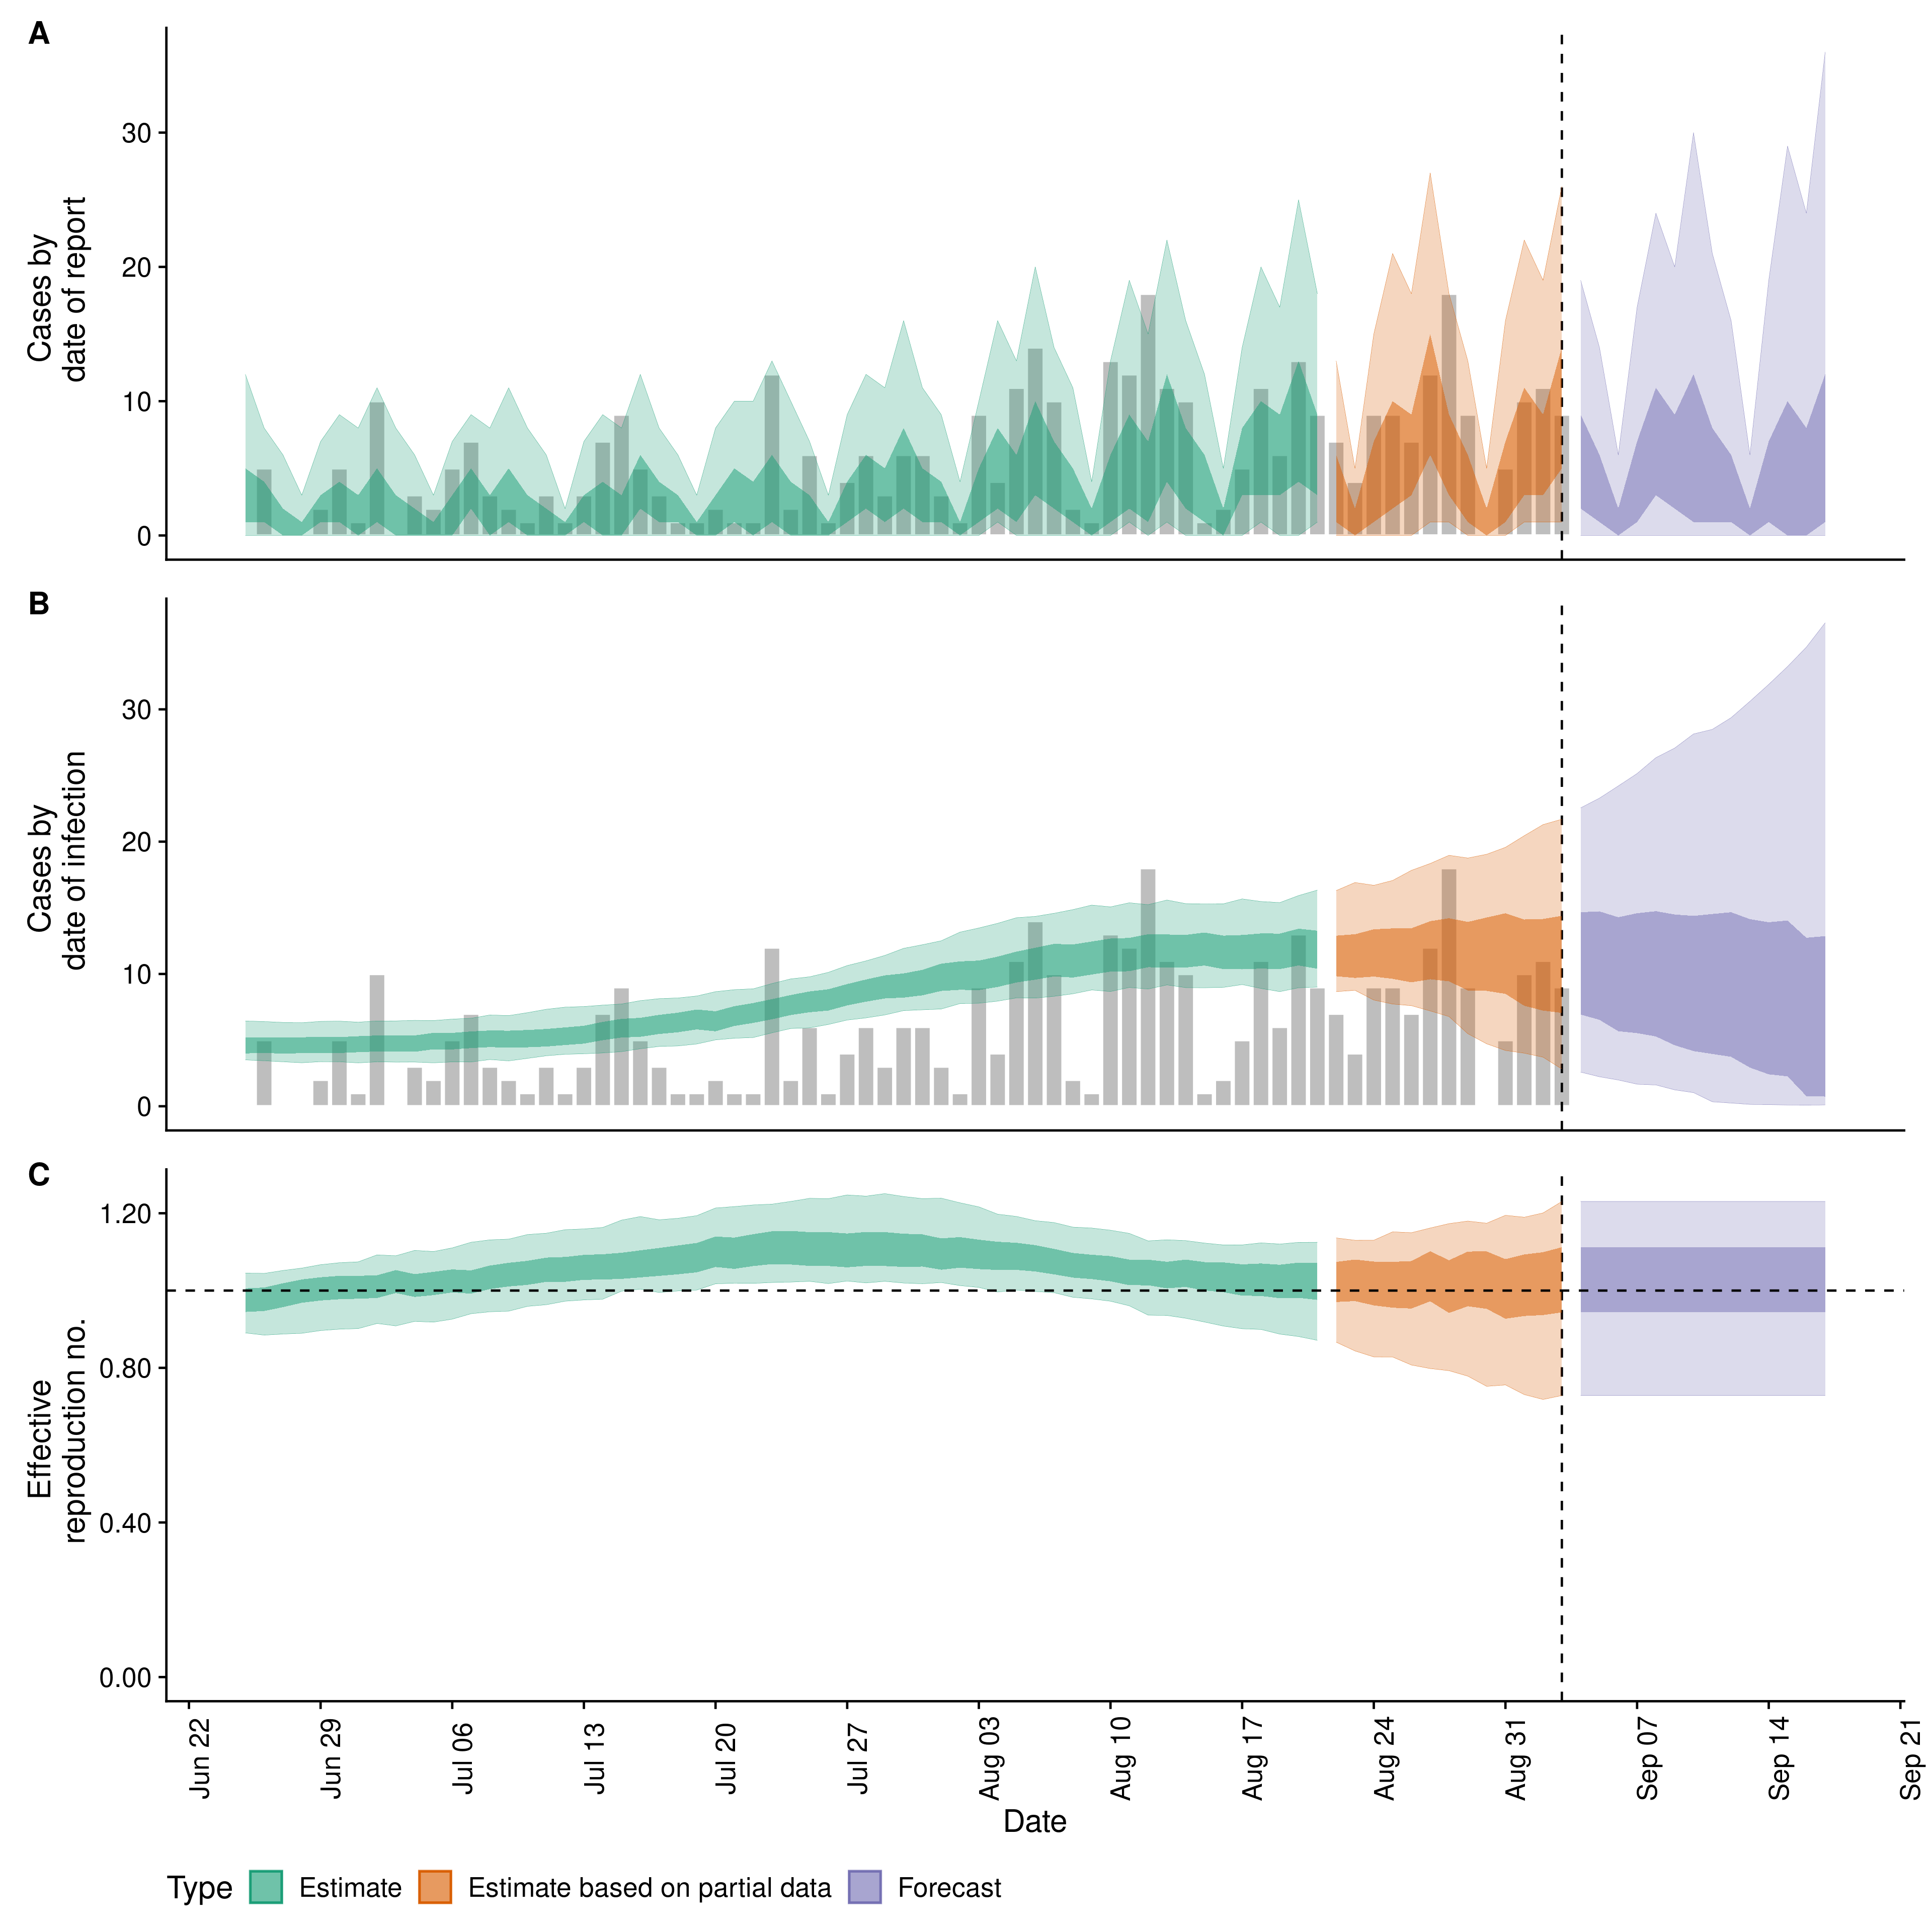 A
Cases by
date of report
30
20
10
0
B
Cases by
date of infection
30
20
10
0
C
Effective
reproduction no.
1.20
0.80
0.40
0.00
Jun 22
Jun 29
Jul 06
Jul 13
Jul 20
Jul 27
Aug 03
Aug 10
Aug 17
Aug 24
Aug 31
Sep 07
Sep 14
Sep 21
Date
Type Estimate Estimate based on partial data Forecast